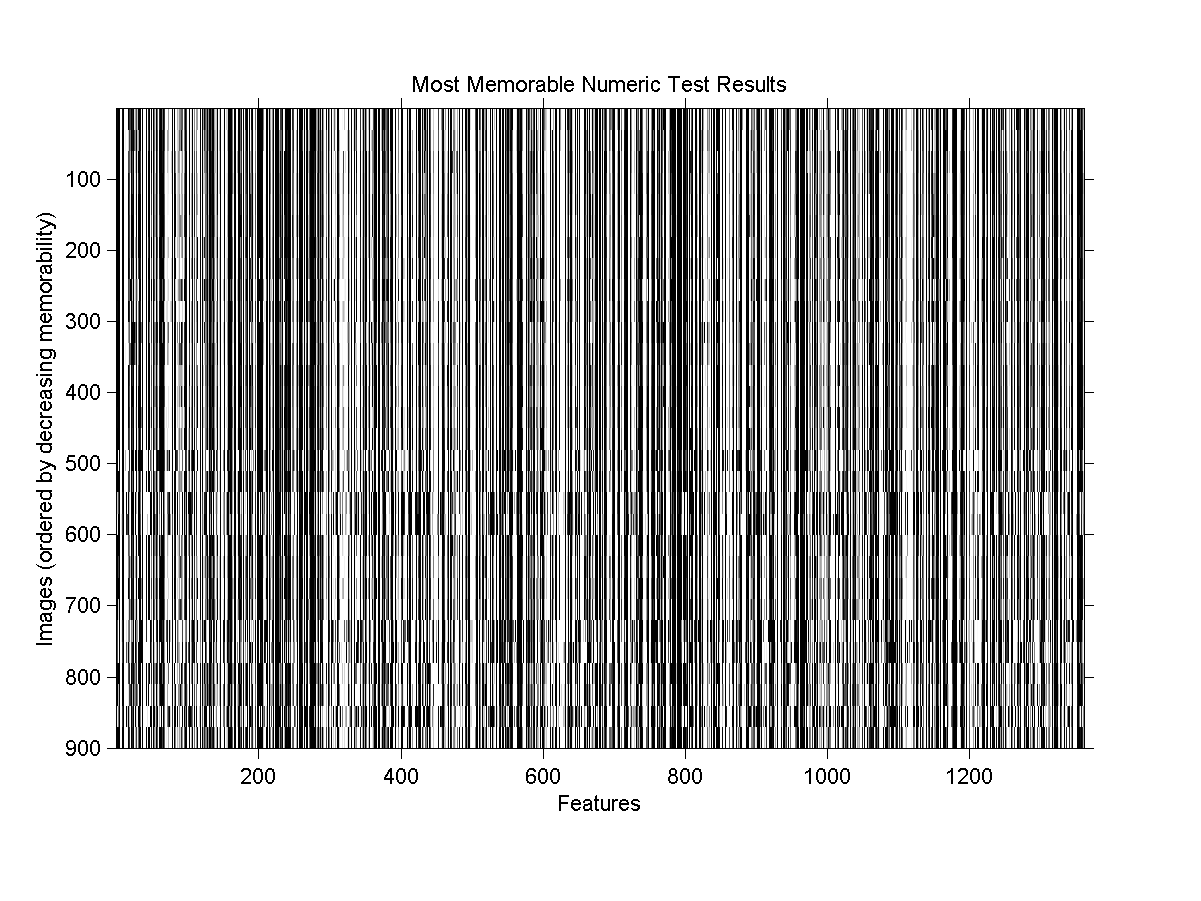 Most Memorable Numeric Test Results
Images (ordered by decreasing memorability)
100
200
300
400
500
600
700
800
900
200 400 600 800 1000 1200
Features